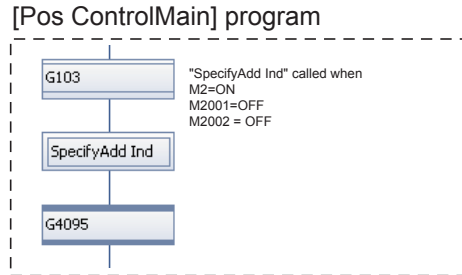 [Pos ControlMain] program
G103
"SpecifyAdd Ind" called when
M2=ON
M2001=OFF
M2002 = OFF
SpecifyAdd Ind
G4095